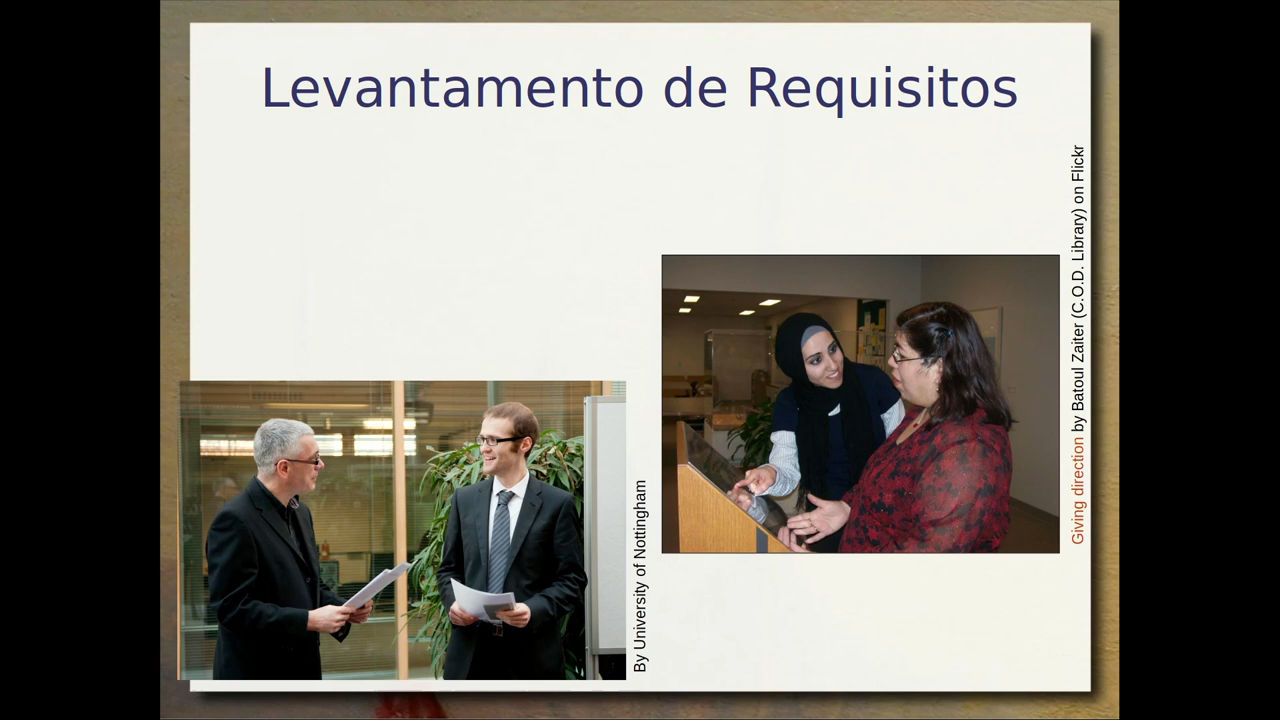 Levantamento de Requisitos
By University of Nottingham
Giving direction by Batoul Zaiter (C.O.D. Library) on Flickr